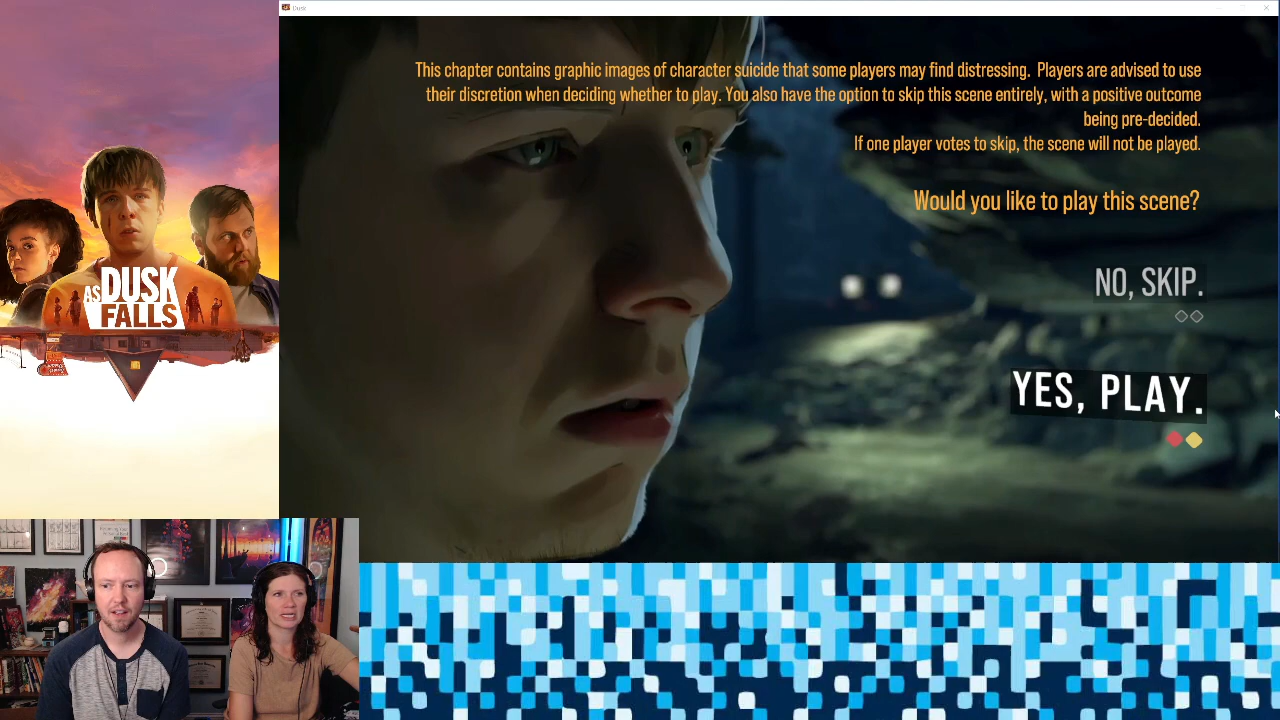 Dusk
This chapter contains graphic images of character suicide that some players may find distressing. Players are advised to use
their discretion when deciding whether to play. You also have the option to skip this scene entirely, with a positive outcome
being pre-decided.
If one player votes to skip, the scene will not be played.
Would you like to play this scene?
NO, SKIP.
YES, PLAY.
AS DUSK
FALLS